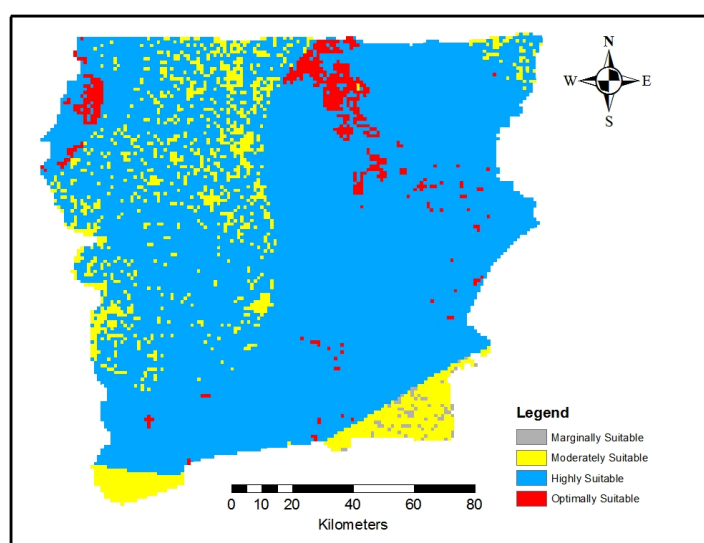 N
W E
S
Legend
Marginally Suitable
Moderately Suitable
Highly Suitable
Optimally Suitable
0 10 20 40 60 80
Kilometers